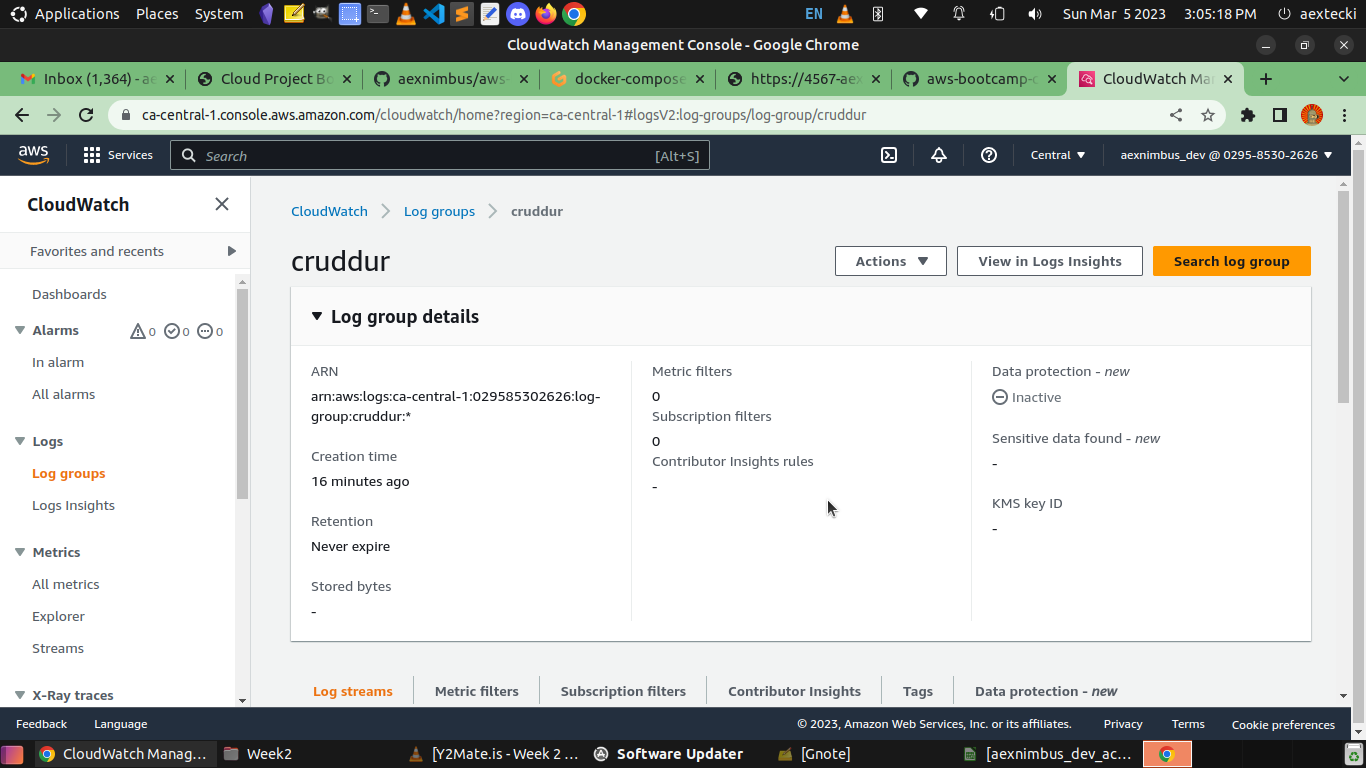 Applications Places System EN Sun Mar 5 2023 3:05:18 PM aextecki
CloudWatch Management Console - Google Chrome
Inbox (1,364) - ae Cloud Project Bo aexnimbus/aws- docker-compose https://4567-aex aws-bootcamp-c CloudWatch Ma
ca-central-1.console.aws.amazon.com/cloudwatch/home?region=ca-central-1#logsV2:log-groups/log-group/cruddur
aws Services Search [Alt+S] Central aexnimbus_dev @ 0295-8530-2626
CloudWatch
Favorites and recents
Dashboards
Alarms 0 0 0
In alarm
All alarms
Logs
Log groups
Logs Insights
Metrics
All metrics
Explorer
Streams
X-Ray traces
CloudWatch Log groups cruddur
cruddur
Actions View in Logs Insights Search log group
Log group details
ARN
arn:aws:logs:ca-central-1:029585302626:log-
group:cruddur:*
Creation time
16 minutes ago
Retention
Never expire
Stored bytes
-
Metric filters
0
Subscription filters
0
Contributor Insights rules
-
Data protection - new
Inactive
Sensitive data found - new
-
KMS key ID
-
Log streams Metric filters Subscription filters Contributor Insights Tags Data protection - new
Feedback Language © 2023, Amazon Web Services, Inc. or its affiliates. Privacy Terms Cookie preferences
CloudWatch Manag... Week2 [Y2Mate.is - Week 2 ... Software Updater [Gnote] [aexnimbus_dev_ac...